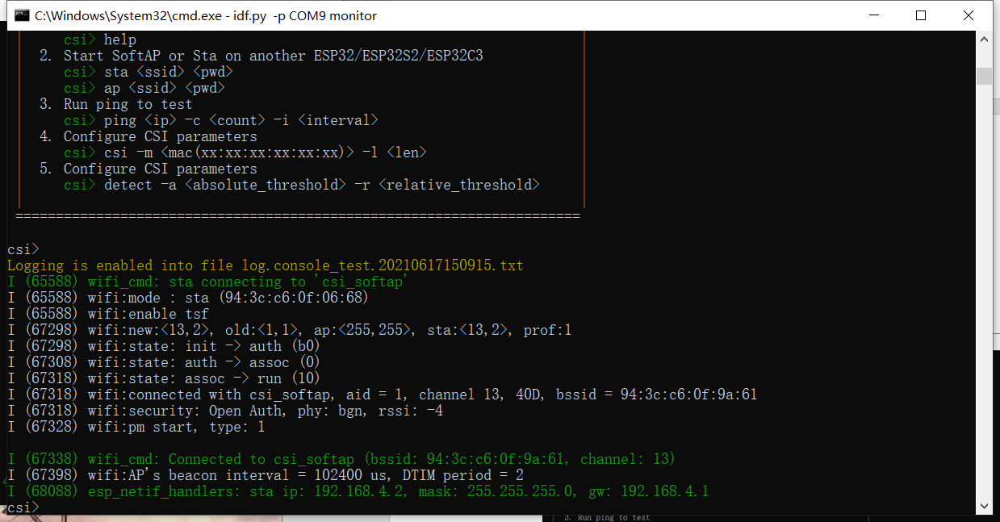 C:\Windows\System32\cmd.exe - idf.py  -p COM9 monitor
csi> help
2. Start SoftAP or Sta on another ESP32/ESP32S2/ESP32C3
csi> sta <ssid> <pwd>
csi> ap <ssid> <pwd>
3. Run ping to test
csi> ping <ip> -c <count> -i <interval>
4. Configure CSI parameters
csi> csi -m <mac(xx:xx:xx:xx:xx:xx)> -l <len>
5. Configure CSI parameters
csi> detect -a <absolute_threshold> -r <relative_threshold>
======================================================================
csi>
Logging is enabled into file log.console_test.20210617150915.txt
I (65588) wifi_cmd: sta connecting to 'csi_softap'
I (65588) wifi:mode : sta (94:3c:c6:0f:06:68)
I (65588) wifi:enable tsf
I (67298) wifi:new:<13,2>, old:<1,1>, ap:<255,255>, sta:<13,2>, prof:1
I (67298) wifi:state: init -> auth (b0)
I (67308) wifi:state: auth -> assoc (0)
I (67318) wifi:state: assoc -> run (10)
I (67318) wifi:connected with csi_softap, aid = 1, channel 13, 40D, bssid = 94:3c:c6:0f:9a:61
I (67318) wifi:security: Open Auth, phy: bgn, rssi: -4
I (67328) wifi:pm start, type: 1
I (67338) wifi_cmd: Connected to csi_softap (bssid: 94:3c:c6:0f:9a:61, channel: 13)
I (67398) wifi:AP's beacon interval = 102400 us, DTIM period = 2
I (68088) esp_netif_handlers: sta ip: 192.168.4.2, mask: 255.255.255.0, gw: 192.168.4.1
csi>
3. Run ping to test